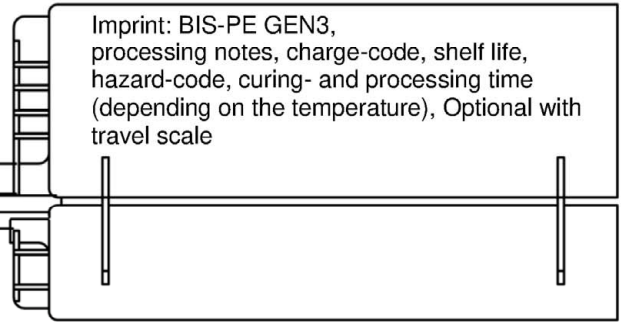 Imprint: BIS-PE GEN3,
processing notes, charge-code, shelf life,
hazard-code, curing- and processing time
(depending on the temperature), Optional with
travel scale